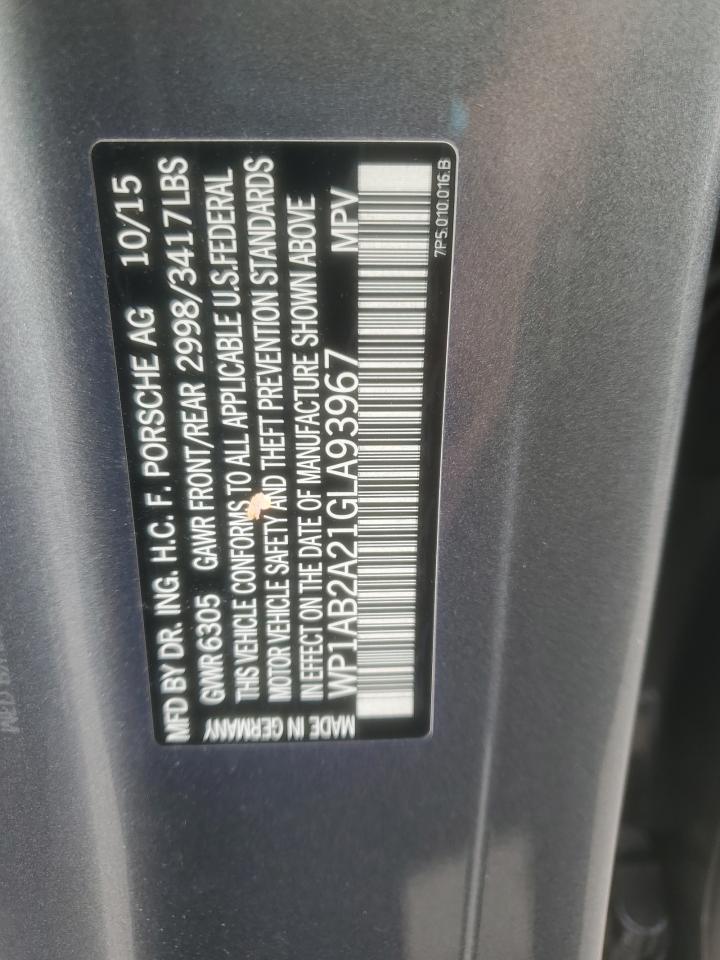 MFD BY DR. ING. H.C. F. PORSCHE AG 10/15
GVWR 6305 GAWR FRONT/REAR 2998/3417LBS
THIS VEHICLE CONFORMS TO ALL APPLICABLE U.S.FEDERAL
MOTOR VEHICLE SAFETY AND THEFT PREVENTION STANDARDS
IN EFFECT ON THE DATE OF MANUFACTURE SHOWN ABOVE
WP1AB2A21GLA93967 MPV
MADE IN GERMANY
7P5.010.016.B